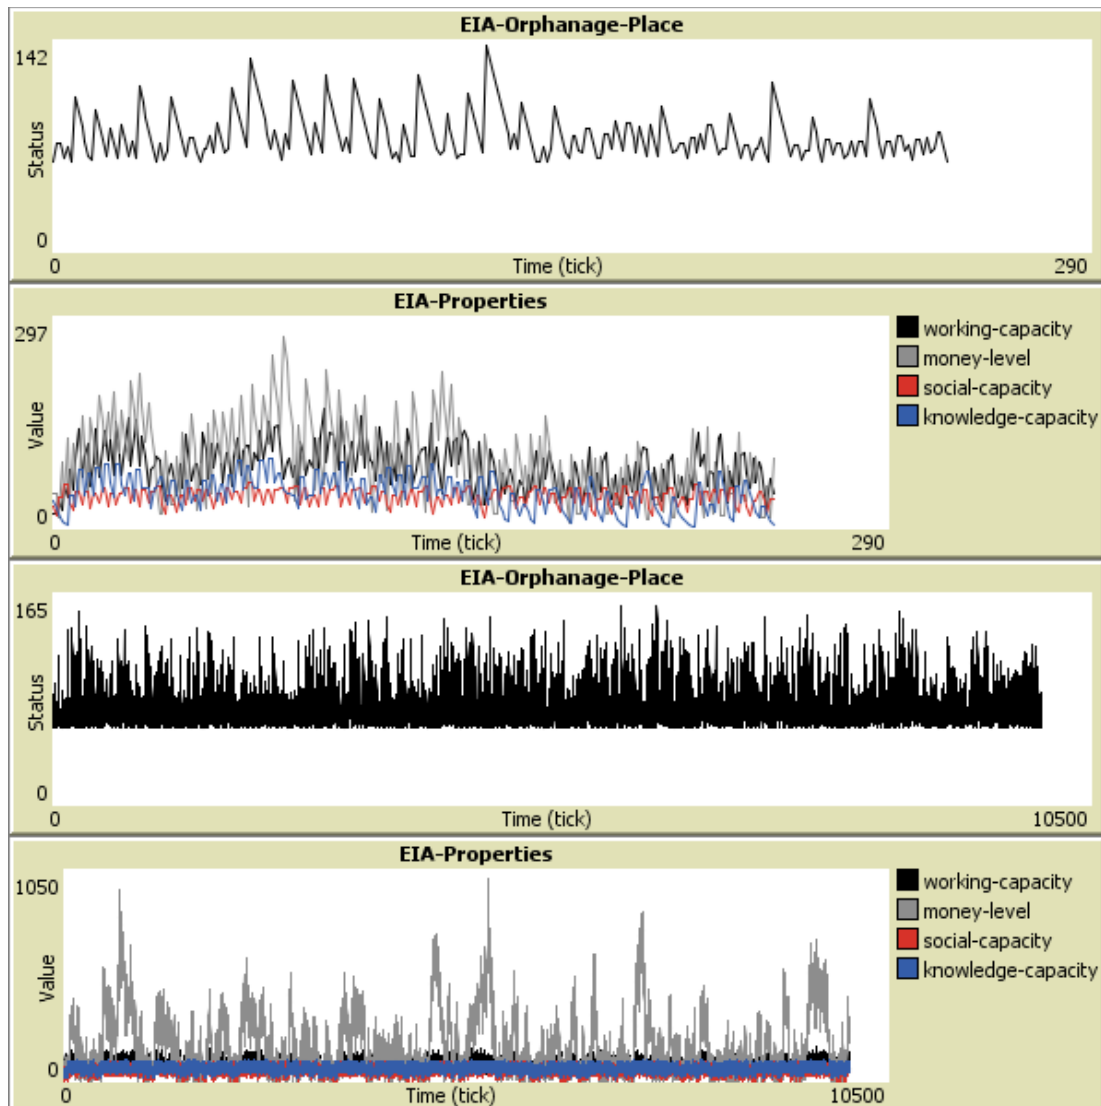 EIA-Orphanage-Place
142
Status
0
0 Time (tick) 290
EIA-Properties
297
Value
0
0 Time (tick) 290
working-capacity
money-level
social-capacity
knowledge-capacity
EIA-Orphanage-Place
165
Status
0
0 Time (tick) 10500
EIA-Properties
1050
Value
0
0 Time (tick) 10500
working-capacity
money-level
social-capacity
knowledge-capacity